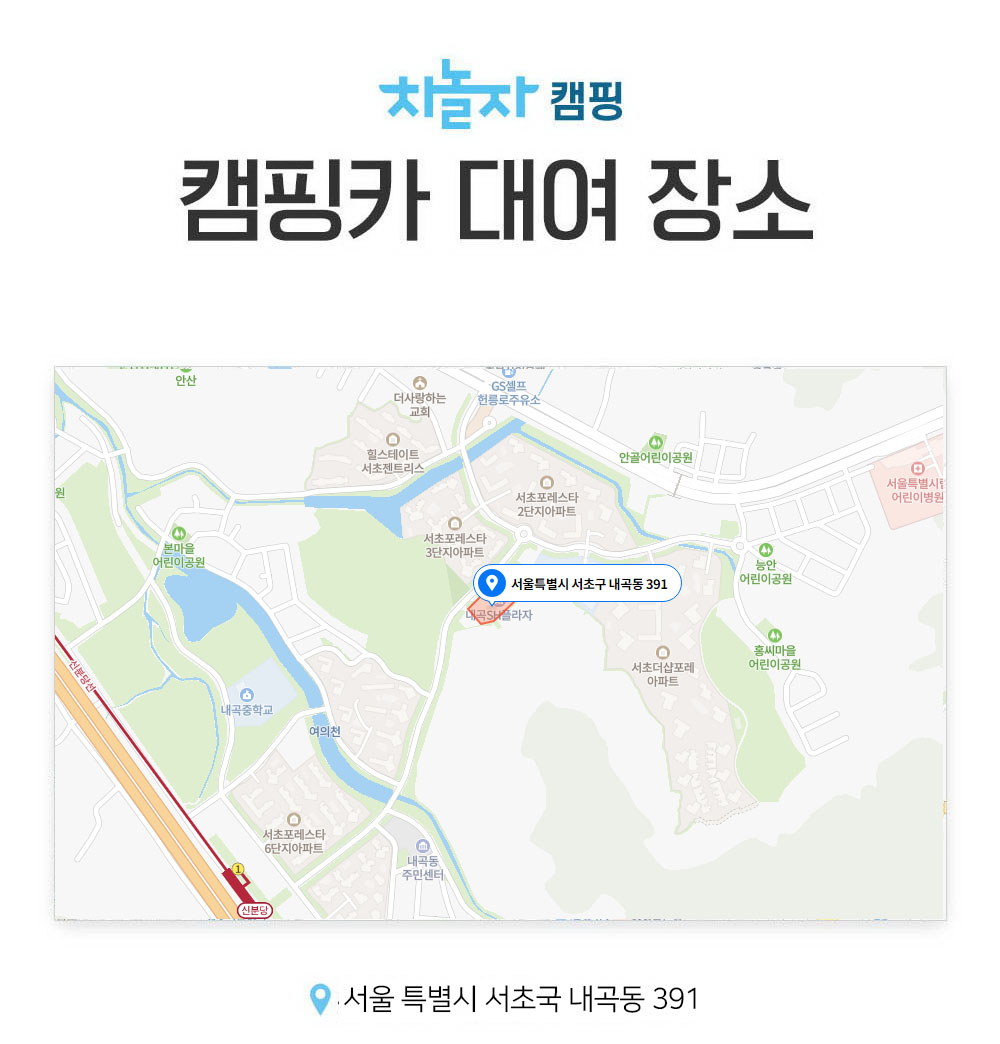 차놀자 캠핑
캠핑카 대여 장소
안산
더사랑하는
교회
GS셀프
헌릉로주유소
힐스테이트
서초젠트리스
안골어린이공원
서울특별시립
어린이병원
원
서초포레스타
2단지아파트
서초포레스타
3단지아파트
본마을
어린이공원
능안
어린이공원
서울특별시 서초구 내곡동 391
내곡SH플라자
홍씨마을
어린이공원
서초더샵포레
아파트
신분당선
내곡중학교
여의천
서초포레스타
6단지아파트
내곡동
주민센터
1
신분당
서울 특별시 서초국 내곡동 391